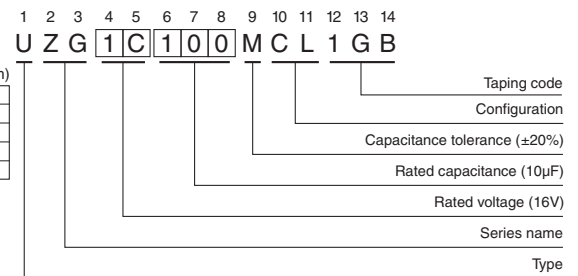 1 2 3 4 5 6 7 8 9 10 11 12 13 14
U Z G 1 C 1 0 0 M C L 1 G B
Taping code
Configuration
Capacitance tolerance (±20%)
Rated capacitance (10µF)
Rated voltage (16V)
Series name
Type